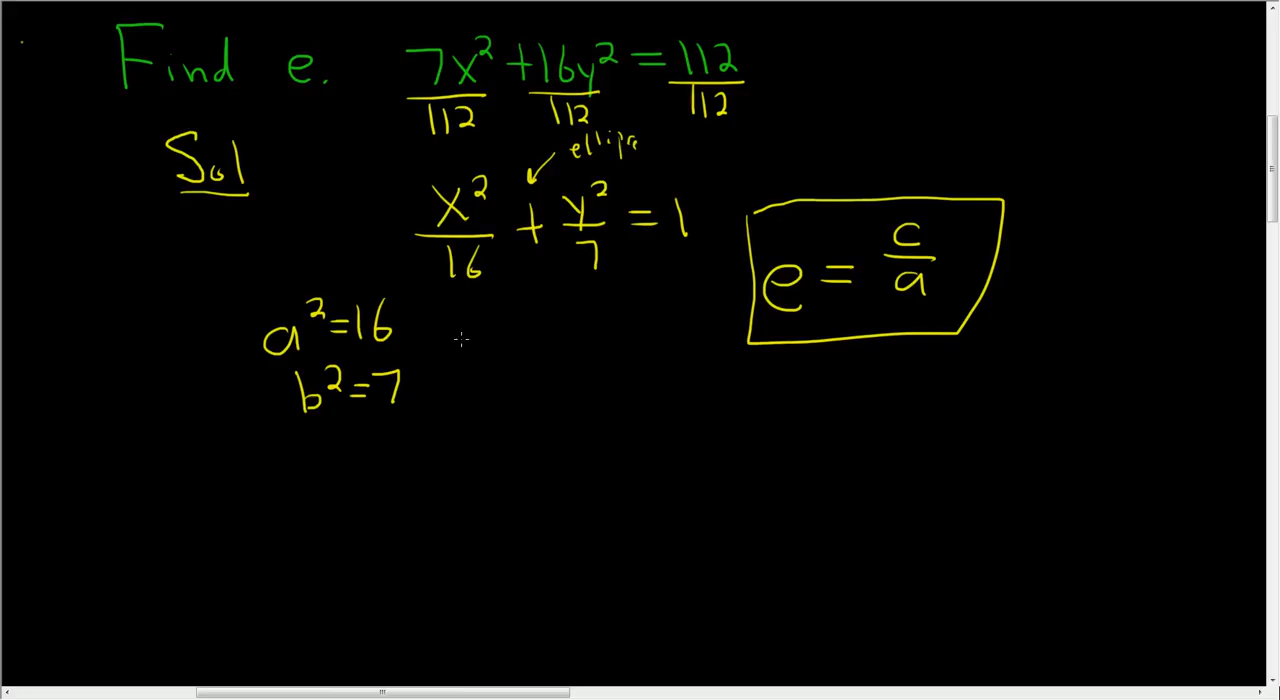 Find e. 7x² + 16y² = 112
112 112 112
Sol
ellipse
x²/16 + y²/7 = 1
e = c/a
a² = 16
b² = 7